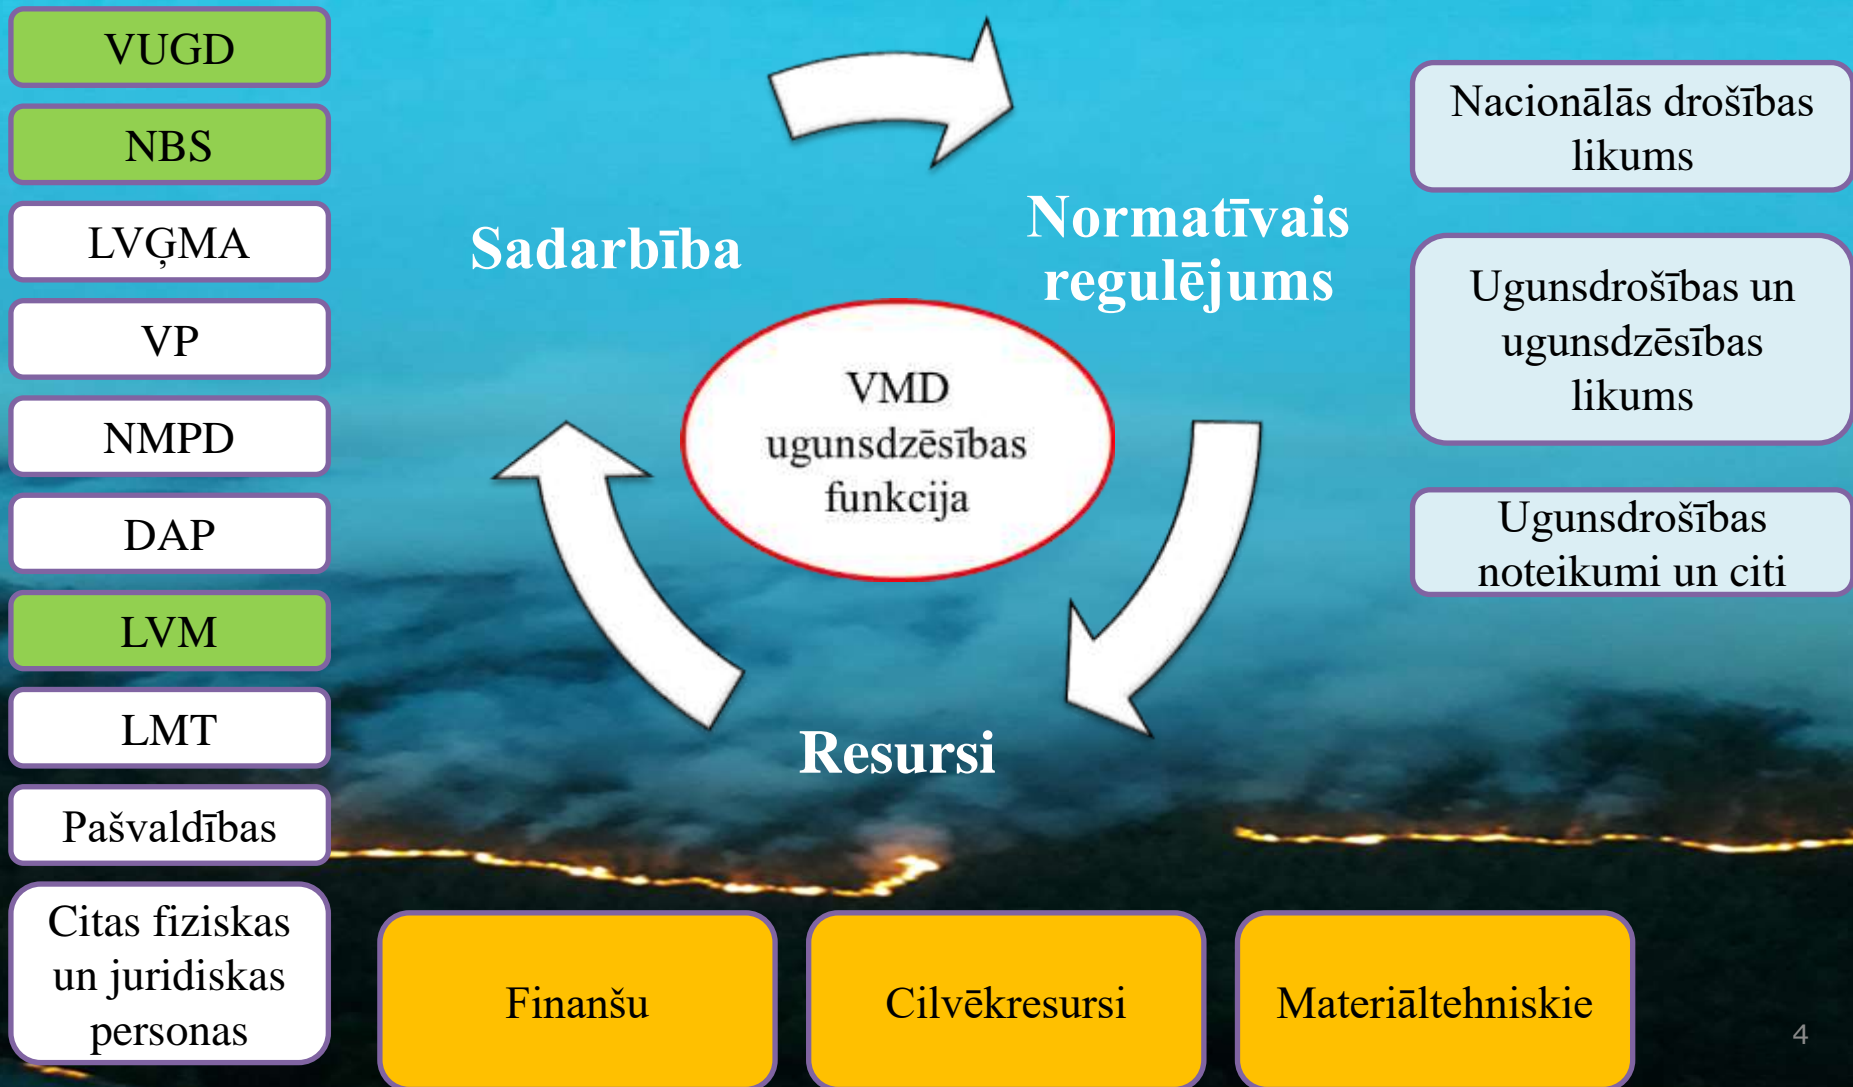 VUGD
NBS
LVĢMA
VP
NMPD
DAP
LVM
LMT
Pašvaldības
Citas fiziskas
un juridiskas
personas
Sadarbība
Normatīvais
regulējums
VMD
ugunsdzēsības
funkcija
Resursi
Nacionālās drošības
likums
Ugunsdrošības un
ugunsdzēsības
likums
Ugunsdrošības
noteikumi un citi
Finanšu
Cilvēkresursi
Materiāltehniskie
4